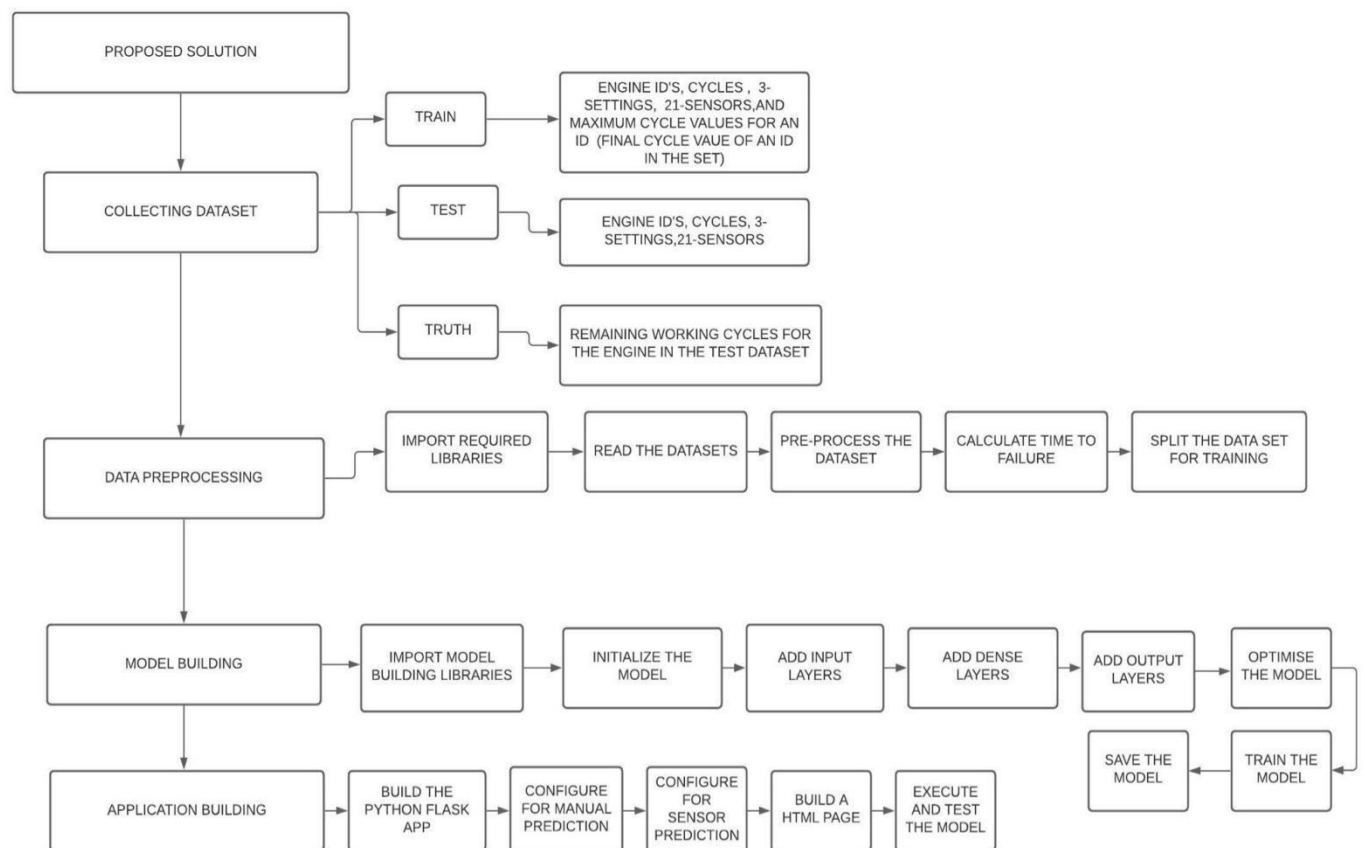 PROPOSED SOLUTION
TRAIN
ENGINE ID'S, CYCLES , 3-
SETTINGS, 21-SENSORS,AND
MAXIMUM CYCLE VALUES FOR AN
ID (FINAL CYCLE VAUE OF AN ID
IN THE SET)
COLLECTING DATASET
TEST
ENGINE ID'S, CYCLES, 3-
SETTINGS,21-SENSORS
TRUTH
REMAINING WORKING CYCLES FOR
THE ENGINE IN THE TEST DATASET
DATA PREPROCESSING
IMPORT REQUIRED
LIBRARIES
READ THE DATASETS
PRE-PROCESS THE
DATASET
CALCULATE TIME TO
FAILURE
SPLIT THE DATA SET
FOR TRAINING
MODEL BUILDING
IMPORT MODEL
BUILDING LIBRARIES
INITIALIZE THE
MODEL
ADD INPUT
LAYERS
ADD DENSE
LAYERS
ADD OUTPUT
LAYERS
OPTIMISE
THE MODEL
TRAIN THE
MODEL
SAVE THE
MODEL
APPLICATION BUILDING
BUILD THE
PYTHON FLASK
APP
CONFIGURE
FOR MANUAL
PREDICTION
CONFIGURE
FOR
SENSOR
PREDICTION
BUILD A
HTML PAGE
EXECUTE
AND TEST
THE MODEL